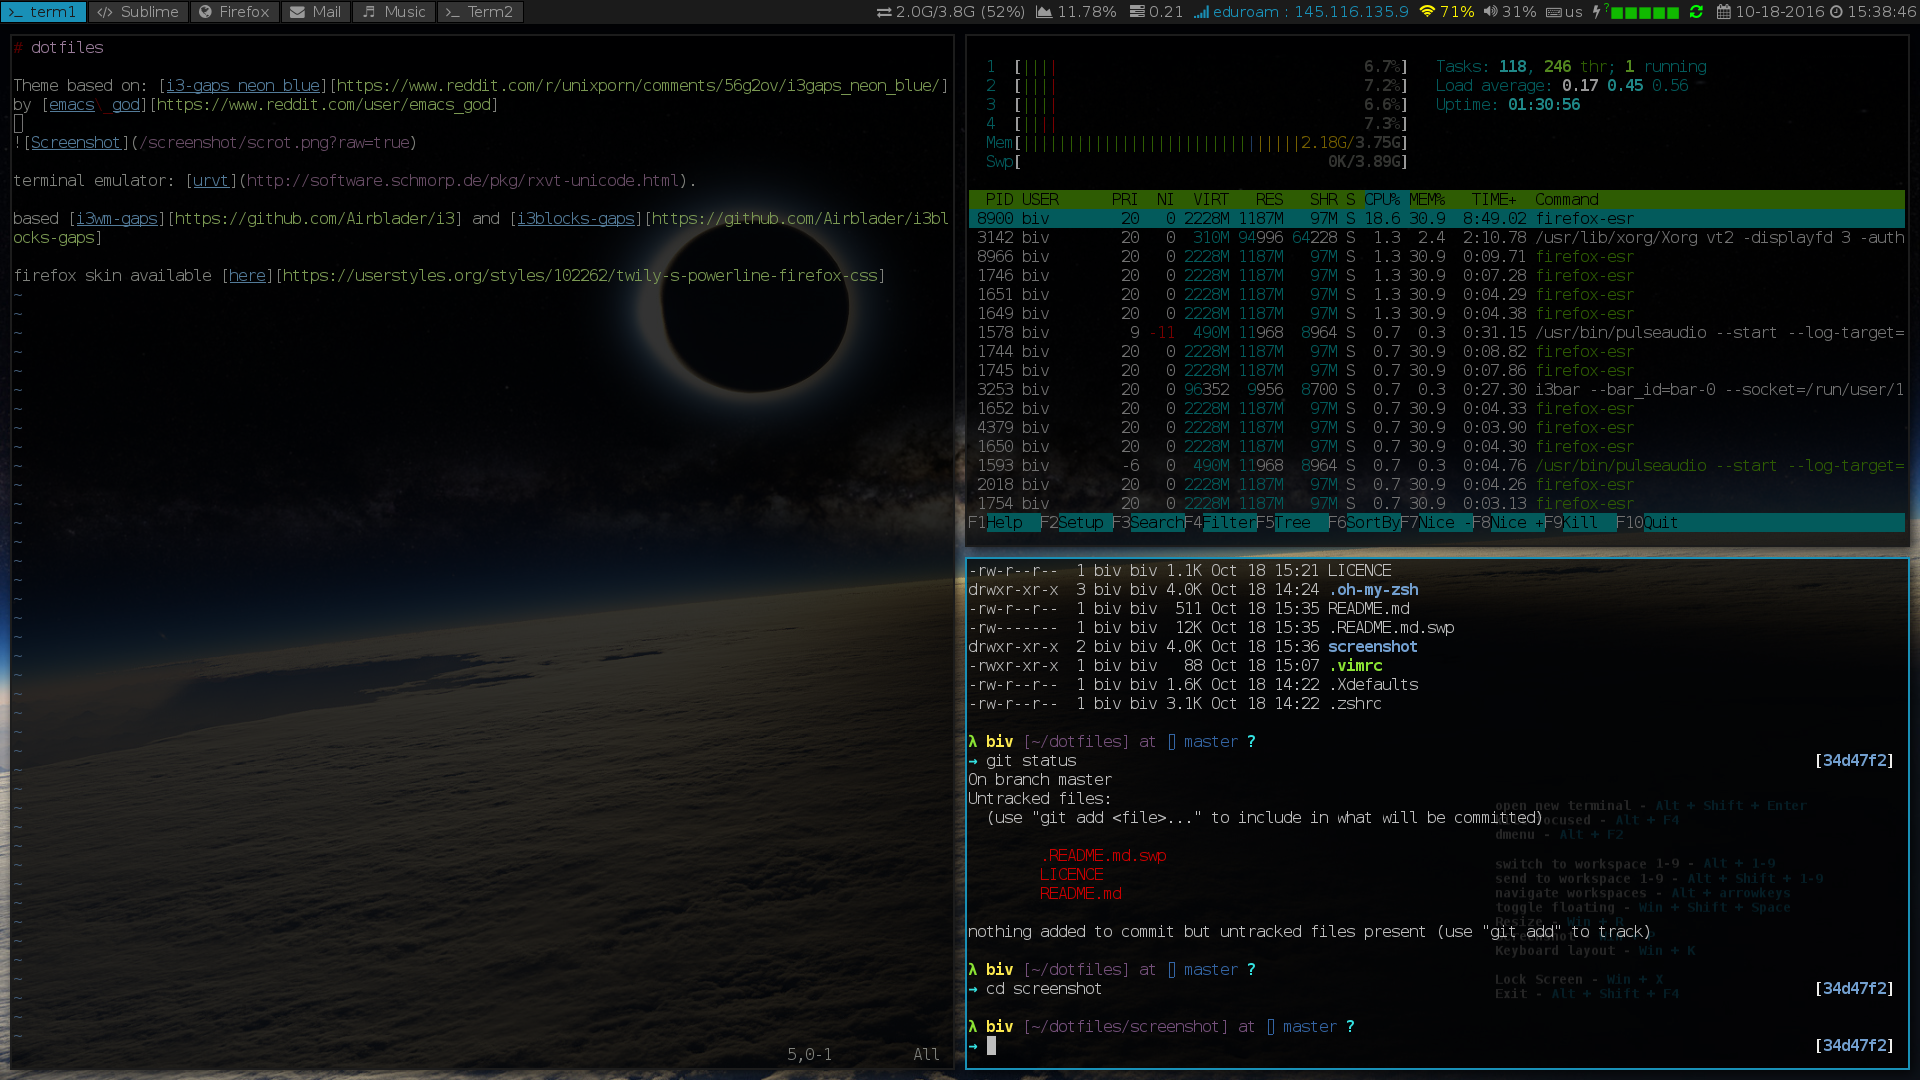 term1 Sublime Firefox Mail Music Term2 2.0G/3.8G (52%) 11.78% 0.21 eduroam : 145.116.135.9 71% 31% us ? 10-18-2016 15:38:46
# dotfiles
Theme based on: [i3-gaps neon blue][https://www.reddit.com/r/unixporn/comments/56g2ov/i3gaps_neon_blue/]
by [emacs\_god][https://www.reddit.com/user/emacs_god]
![Screenshot](/screenshot/scrot.png?raw=true)
terminal emulator: [urvt](http://software.schmorp.de/pkg/rxvt-unicode.html).
based [i3wm-gaps][https://github.com/Airblader/i3] and [i3blocks-gaps][https://github.com/Airblader/i3bl
ocks-gaps]
firefox skin available [here][https://userstyles.org/styles/102262/twily-s-powerline-firefox-css]
5,0-1 All
1 [|||| 6.7%] Tasks: 118, 246 thr; 1 running
2 [|||| 7.2%] Load average: 0.17 0.45 0.56
3 [|||| 6.6%] Uptime: 01:30:56
4 [|||| 7.3%]
Mem[|||||||||||||||||||||||||||||||2.18G/3.75G]
Swp[ 0K/3.89G]
PID USER PRI NI VIRT RES SHR S CPU% MEM% TIME+ Command
8900 biv 20 0 2228M 1187M 97M S 18.6 30.9 8:49.02 firefox-esr
3142 biv 20 0 310M 94996 64228 S 1.3 2.4 2:10.78 /usr/lib/xorg/Xorg vt2 -displayfd 3 -auth
8966 biv 20 0 2228M 1187M 97M S 1.3 30.9 0:09.71 firefox-esr
1746 biv 20 0 2228M 1187M 97M S 1.3 30.9 0:07.28 firefox-esr
1651 biv 20 0 2228M 1187M 97M S 1.3 30.9 0:04.29 firefox-esr
1649 biv 20 0 2228M 1187M 97M S 1.3 30.9 0:04.38 firefox-esr
1578 biv 9 -11 490M 11968 8964 S 0.7 0.3 0:31.15 /usr/bin/pulseaudio --start --log-target=
1744 biv 20 0 2228M 1187M 97M S 0.7 30.9 0:08.82 firefox-esr
1745 biv 20 0 2228M 1187M 97M S 0.7 30.9 0:07.86 firefox-esr
3253 biv 20 0 96352 9956 8700 S 0.7 0.3 0:27.30 i3bar --bar_id=bar-0 --socket=/run/user/1
1652 biv 20 0 2228M 1187M 97M S 0.7 30.9 0:04.33 firefox-esr
4379 biv 20 0 2228M 1187M 97M S 0.7 30.9 0:03.90 firefox-esr
1650 biv 20 0 2228M 1187M 97M S 0.7 30.9 0:04.30 firefox-esr
1593 biv -6 0 490M 11968 8964 S 0.7 0.3 0:04.76 /usr/bin/pulseaudio --start --log-target=
2018 biv 20 0 2228M 1187M 97M S 0.7 30.9 0:04.26 firefox-esr
1754 biv 20 0 2228M 1187M 97M S 0.7 30.9 0:03.13 firefox-esr
F1Help F2Setup F3SearchF4FilterF5Tree F6SortByF7Nice -F8Nice +F9Kill F10Quit
-rw-r--r-- 1 biv biv 1.1K Oct 18 15:21 LICENCE
drwxr-xr-x 3 biv biv 4.0K Oct 18 14:24 .oh-my-zsh
-rw-r--r-- 1 biv biv 511 Oct 18 15:35 README.md
-rw------- 1 biv biv 12K Oct 18 15:35 .README.md.swp
drwxr-xr-x 2 biv biv 4.0K Oct 18 15:36 screenshot
-rwxr-xr-x 1 biv biv 88 Oct 18 15:07 .vimrc
-rw-r--r-- 1 biv biv 1.6K Oct 18 14:22 .Xdefaults
-rw-r--r-- 1 biv biv 3.1K Oct 18 14:22 .zshrc
λ biv [~/dotfiles] at master ?
→ git status [34d47f2]
On branch master
Untracked files:
(use "git add <file>..." to include in what will be committed)
.README.md.swp
LICENCE
README.md
nothing added to commit but untracked files present (use "git add" to track)
λ biv [~/dotfiles] at master ?
→ cd screenshot [34d47f2]
λ biv [~/dotfiles/screenshot] at master ?
→ [34d47f2]
open new terminal - Alt + Shift + Enter
focused - Alt + F4
dmenu - Alt + F2
switch to workspace 1-9 - Alt + 1-9
send to workspace 1-9 - Alt + Shift + 1-9
navigate workspaces - Alt + arrowkeys
toggle floating - Win + Shift + Space
Resize - Win + R
Keyboard layout - Win + K
Lock Screen - Win + X
Exit - Alt + Shift + F4